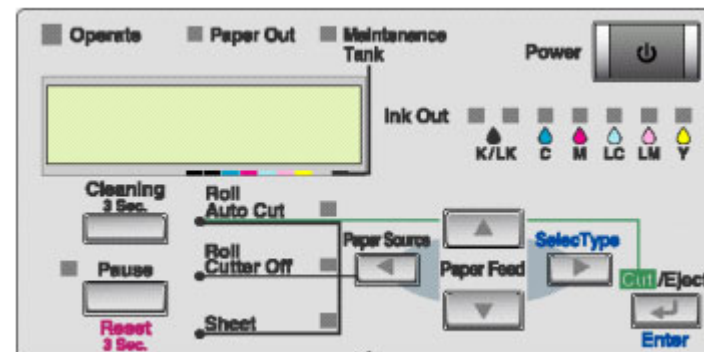 Operate
Paper Out
Maintenance
Tank
Power
Ink Out
K/LK C M LC LM Y
Cleaning
3 Sec.
Roll
Auto Cut
Paper Source
SelecType
Roll
Cutter Off
Pause
Paper Feed
Cut/Eject
Reset
3 Sec.
Sheet
Enter